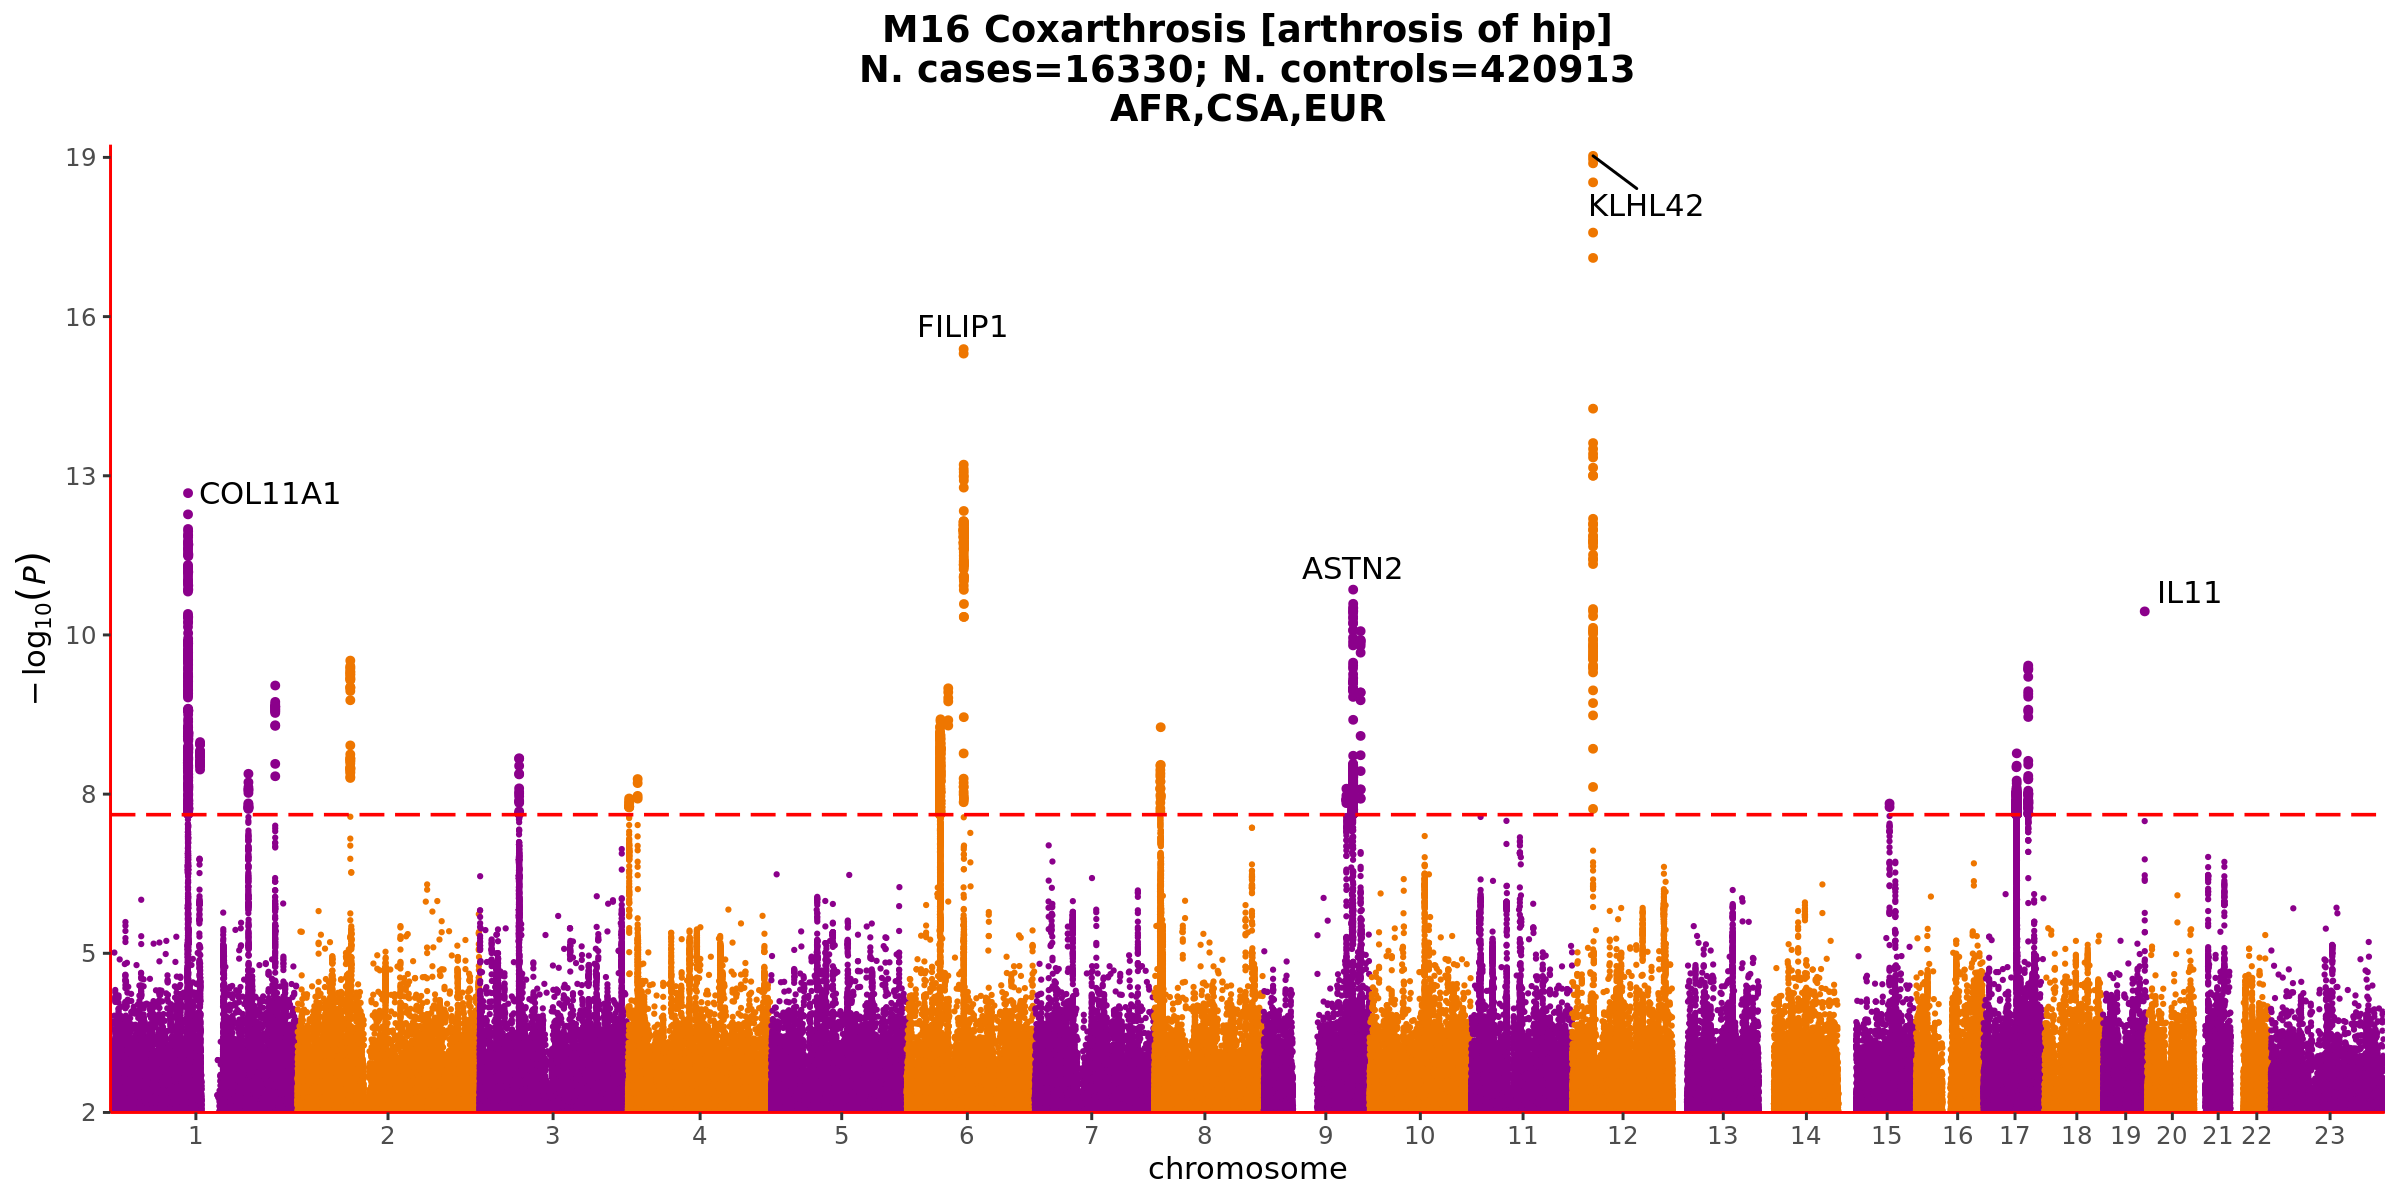 M16 Coxarthrosis [arthrosis of hip]
N. cases=16330; N. controls=420913
AFR,CSA,EUR
19
KLHL42
16
FILIP1
13
COL11A1
ASTN2
IL11
10
−log10(P)
8
5
2
1 2 3 4 5 6 7 8 9 10 11 12 13 14 15 16 17 18 19 20 21 22 23
chromosome